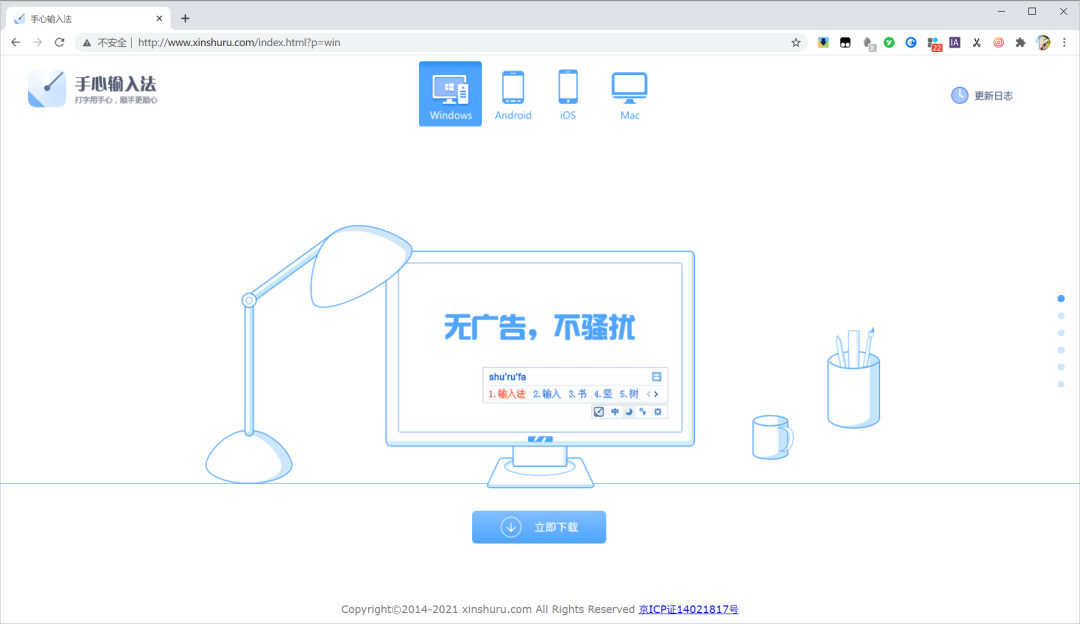 手心输入法
不安全 http://www.xinshuru.com/index.html?p=win
22
IA
手心输入法
打字用手心，顺手更顺心
Windows Android iOS Mac
更新日志
无广告，不骚扰
shu'ru'fa
1.输入法 2.输入 3.书 4.竖 5.树
中
立即下载
Copyright©2014-2021 xinshuru.com All Rights Reserved 京ICP证14021817号